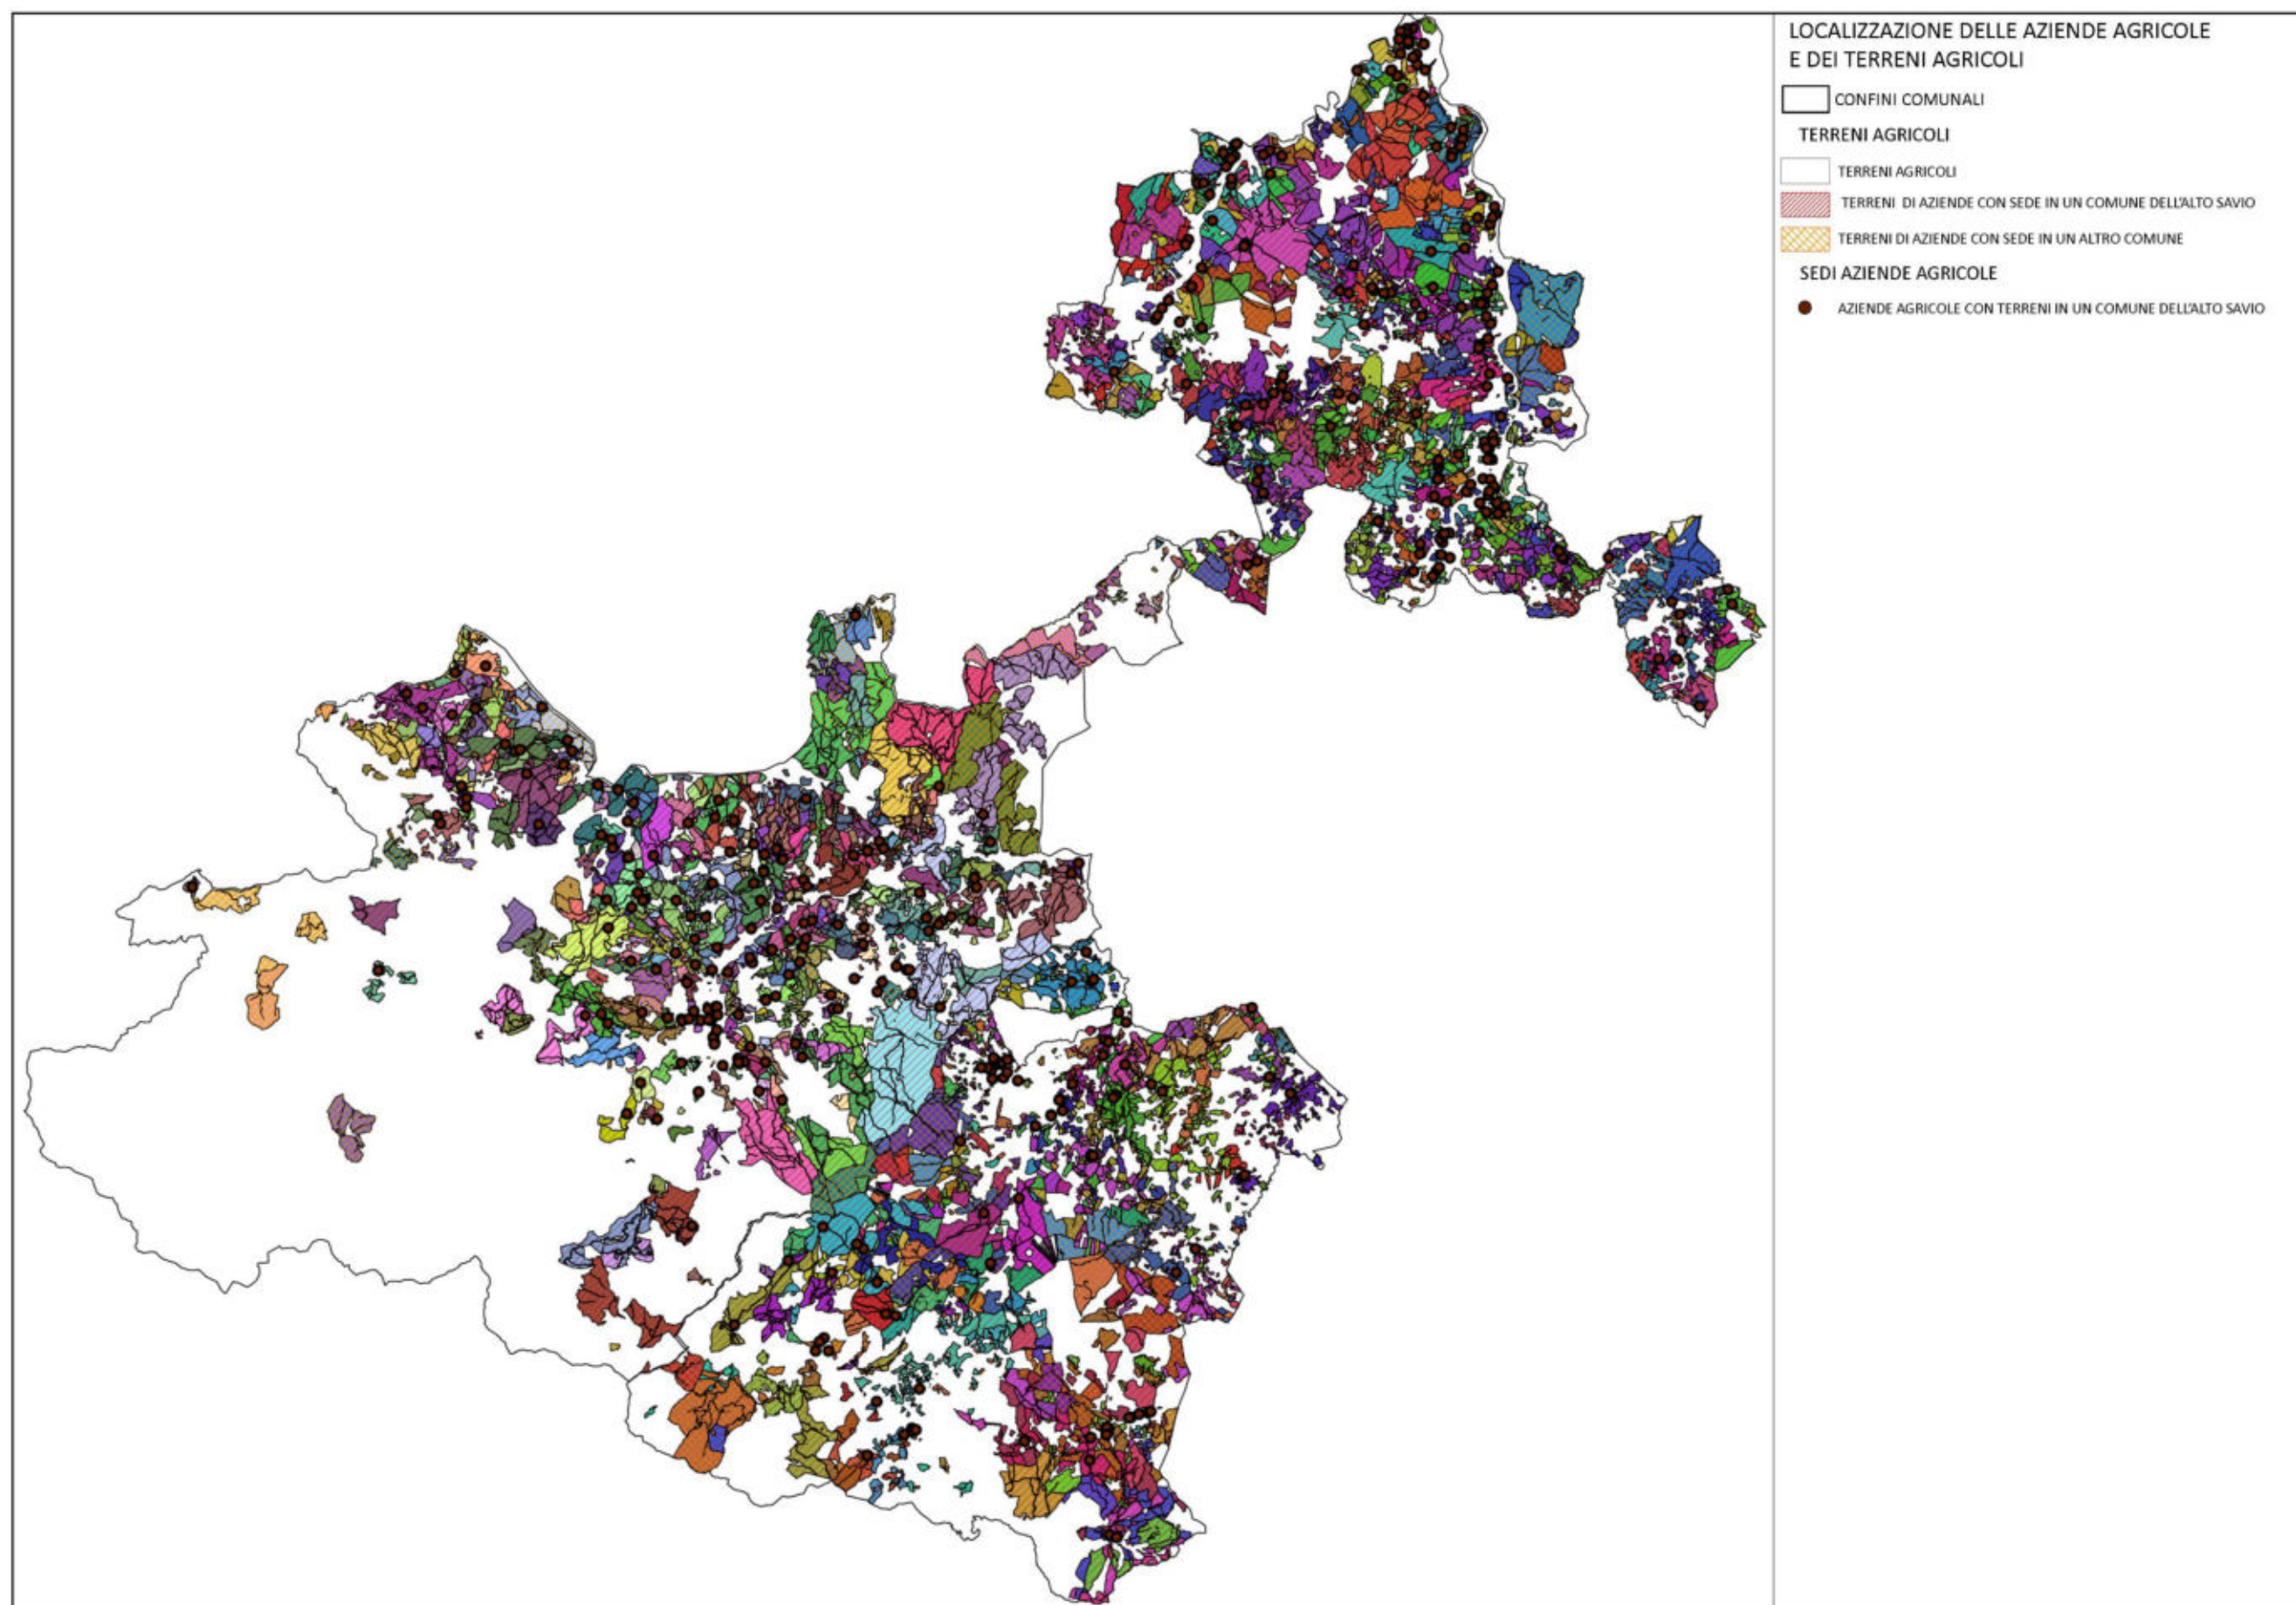 LOCALIZZAZIONE DELLE AZIENDE AGRICOLE
E DEI TERRENI AGRICOLI
CONFINI COMUNALI
TERRENI AGRICOLI
TERRENI AGRICOLI
TERRENI DI AZIENDE CON SEDE IN UN COMUNE DELL'ALTO SAVIO
TERRENI DI AZIENDE CON SEDE IN UN ALTRO COMUNE
SEDI AZIENDE AGRICOLE
AZIENDE AGRICOLE CON TERRENI IN UN COMUNE DELL'ALTO SAVIO